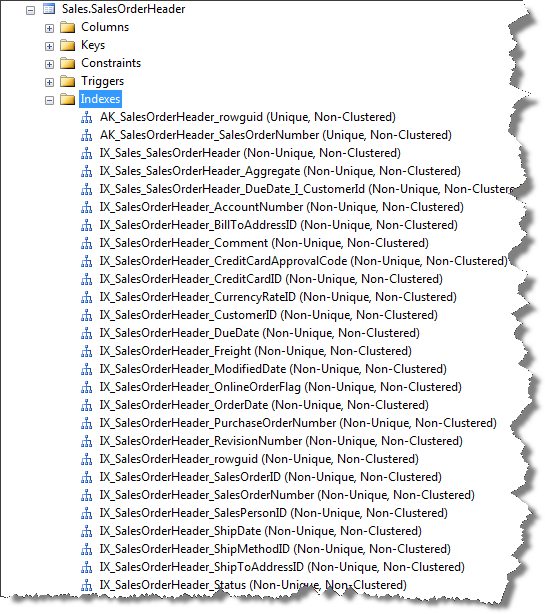 Sales.SalesOrderHeader
Columns
Keys
Constraints
Triggers
Indexes
AK_SalesOrderHeader_rowguid (Unique, Non-Clustered)
AK_SalesOrderHeader_SalesOrderNumber (Unique, Non-Clustered)
IX_Sales_SalesOrderHeader (Non-Unique, Non-Clustered)
IX_Sales_SalesOrderHeader_Aggregate (Non-Unique, Non-Clustered)
IX_Sales_SalesOrderHeader_DueDate_I_CustomerId (Non-Unique, Non-Clustere
IX_SalesOrderHeader_AccountNumber (Non-Unique, Non-Clustered)
IX_SalesOrderHeader_BillToAddressID (Non-Unique, Non-Clustered)
IX_SalesOrderHeader_Comment (Non-Unique, Non-Clustered)
IX_SalesOrderHeader_CreditCardApprovalCode (Non-Unique, Non-Clustered)
IX_SalesOrderHeader_CreditCardID (Non-Unique, Non-Clustered)
IX_SalesOrderHeader_CurrencyRateID (Non-Unique, Non-Clustered)
IX_SalesOrderHeader_CustomerID (Non-Unique, Non-Clustered)
IX_SalesOrderHeader_DueDate (Non-Unique, Non-Clustered)
IX_SalesOrderHeader_Freight (Non-Unique, Non-Clustered)
IX_SalesOrderHeader_ModifiedDate (Non-Unique, Non-Clustered)
IX_SalesOrderHeader_OnlineOrderFlag (Non-Unique, Non-Clustered)
IX_SalesOrderHeader_OrderDate (Non-Unique, Non-Clustered)
IX_SalesOrderHeader_PurchaseOrderNumber (Non-Unique, Non-Clustered)
IX_SalesOrderHeader_RevisionNumber (Non-Unique, Non-Clustered)
IX_SalesOrderHeader_rowguid (Non-Unique, Non-Clustered)
IX_SalesOrderHeader_SalesOrderID (Non-Unique, Non-Clustered)
IX_SalesOrderHeader_SalesOrderNumber (Non-Unique, Non-Clustered)
IX_SalesOrderHeader_SalesPersonID (Non-Unique, Non-Clustered)
IX_SalesOrderHeader_ShipDate (Non-Unique, Non-Clustered)
IX_SalesOrderHeader_ShipMethodID (Non-Unique, Non-Clustered)
IX_SalesOrderHeader_ShipToAddressID (Non-Unique, Non-Clustered)
IX_SalesOrderHeader_Status (Non-Unique, Non-Clustered)